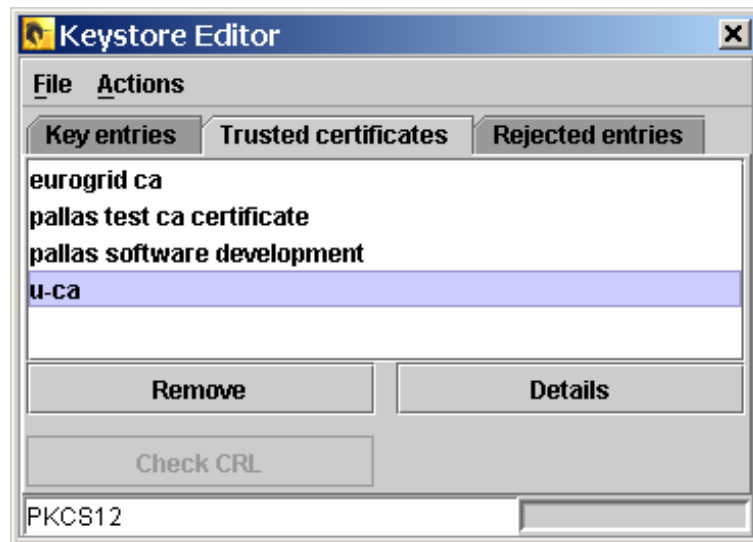 Keystore Editor
File Actions
Key entries Trusted certificates Rejected entries
eurogrid ca
pallas test ca certificate
pallas software development
u-ca
Remove Details
Check CRL
PKCS12